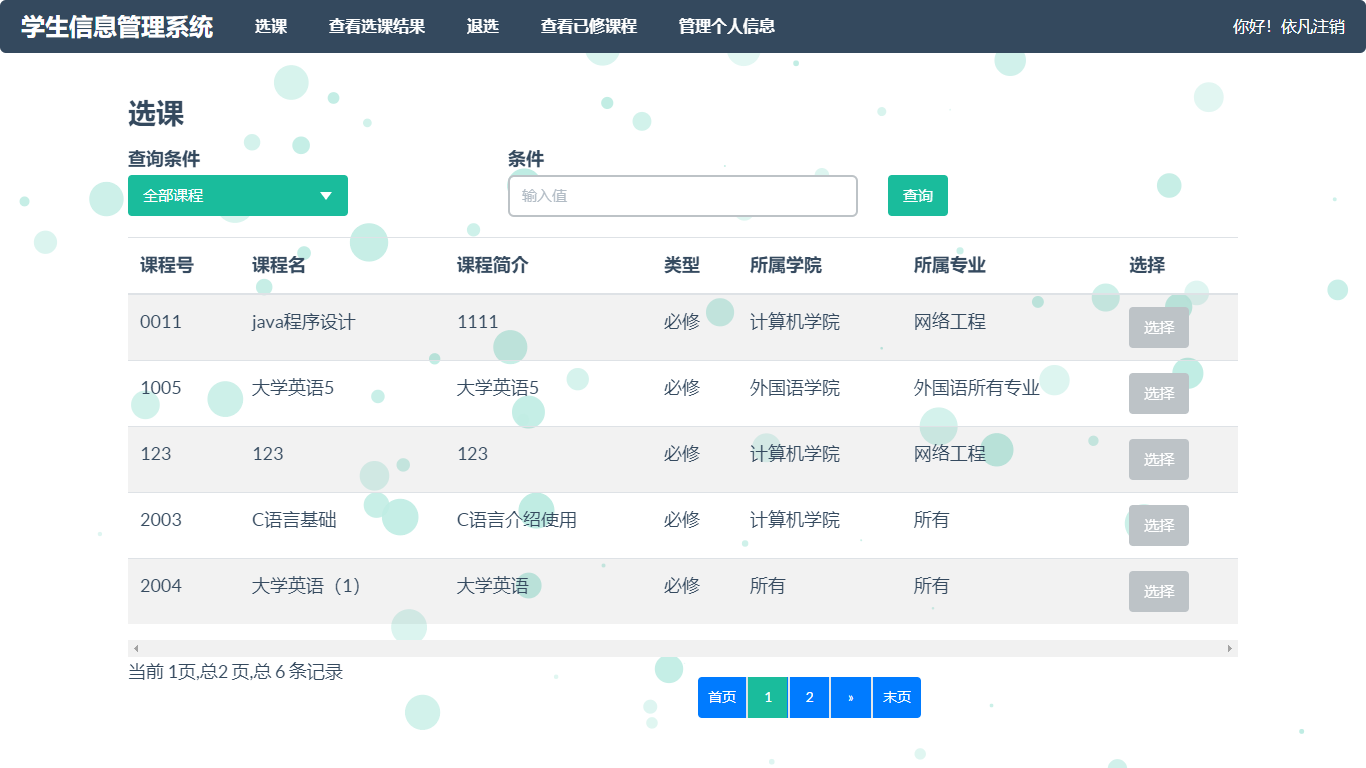 学生信息管理系统 选课 查看选课结果 退选 查看已修课程 管理个人信息 你好！依凡注销
选课
查询条件 条件
全部课程 输入值 查询
课程号 课程名 课程简介 类型 所属学院 所属专业 选择
0011 java程序设计 1111 必修 计算机学院 网络工程 选择
1005 大学英语5 大学英语5 必修 外国语学院 外国语所有专业 选择
123 123 123 必修 计算机学院 网络工程 选择
2003 C语言基础 C语言介绍使用 必修 计算机学院 所有 选择
2004 大学英语（1） 大学英语 必修 所有 所有 选择
当前 1页,总2 页,总 6 条记录
首页 1 2 » 末页